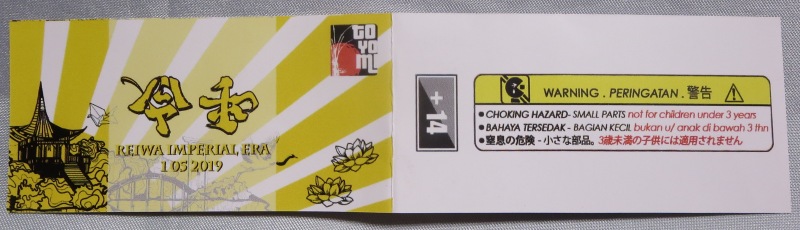 令和
REIWA IMPERIAL ERA
1 05 2019
TO
YO
MI
+14
WARNING . PERINGATAN . 警告
● CHOKING HAZARD- SMALL PARTS not for children under 3 years
● BAHAYA TERSEDAK - BAGIAN KECIL bukan u/ anak di bawah 3 thn
● 窒息の危険 - 小さな部品。3歳未満の子供には適用されません